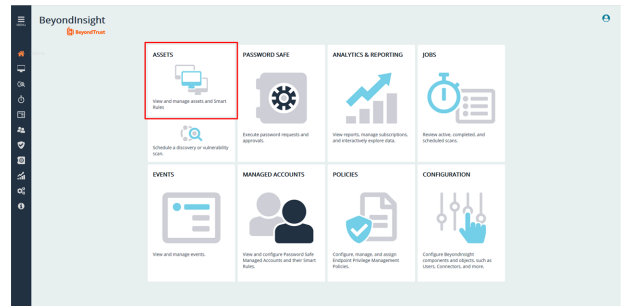 BeyondInsight
BeyondTrust
ASSETS
View and manage assets and Smart
Rules
Schedule a discovery or vulnerability
scan.
PASSWORD SAFE
Execute password requests and
approvals.
ANALYTICS & REPORTING
View reports, manage subscriptions,
and interactively explore data.
JOBS
Review active, completed, and
scheduled scans.
EVENTS
View and manage events.
MANAGED ACCOUNTS
View and configure Password Safe
Managed Accounts and their Smart
Rules.
POLICIES
Configure, manage, and assign
Endpoint Privilege Management
Policies.
CONFIGURATION
Configure BeyondInsight
components and objects, such as
Users, Connectors, and more.